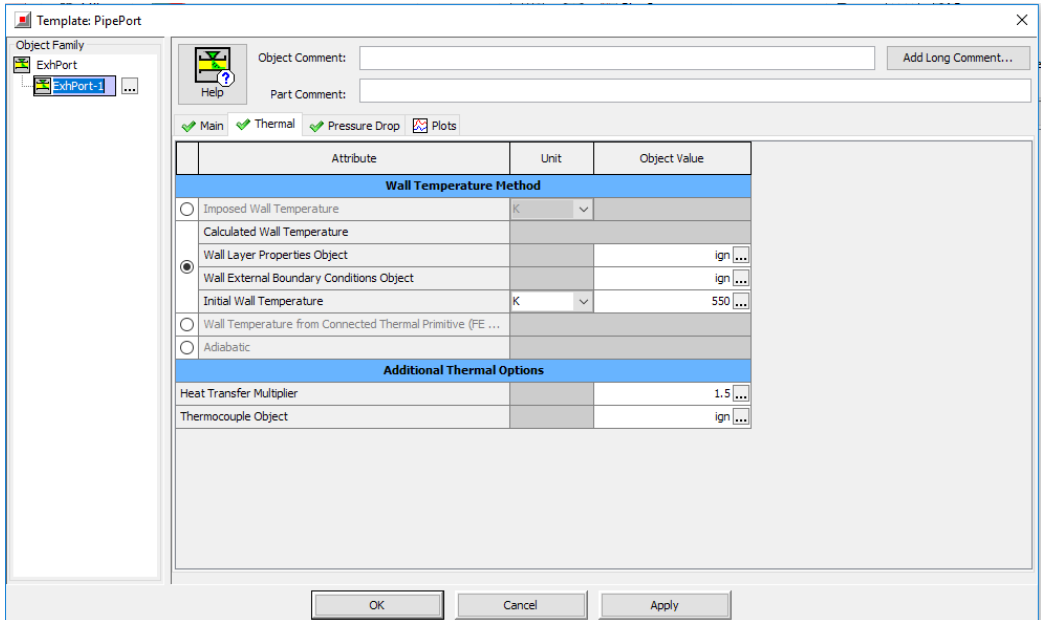 Template: PipePort
Object Family
ExhPort
ExhPort-1 ...
Help
Object Comment:
Add Long Comment...
Part Comment:
Main Thermal Pressure Drop Plots
Attribute Unit Object Value
Wall Temperature Method
Imposed Wall Temperature K
Calculated Wall Temperature
Wall Layer Properties Object ign ...
Wall External Boundary Conditions Object ign ...
Initial Wall Temperature K 550 ...
Wall Temperature from Connected Thermal Primitive (FE ...
Adiabatic
Additional Thermal Options
Heat Transfer Multiplier 1.5 ...
Thermocouple Object ign ...
OK Cancel Apply